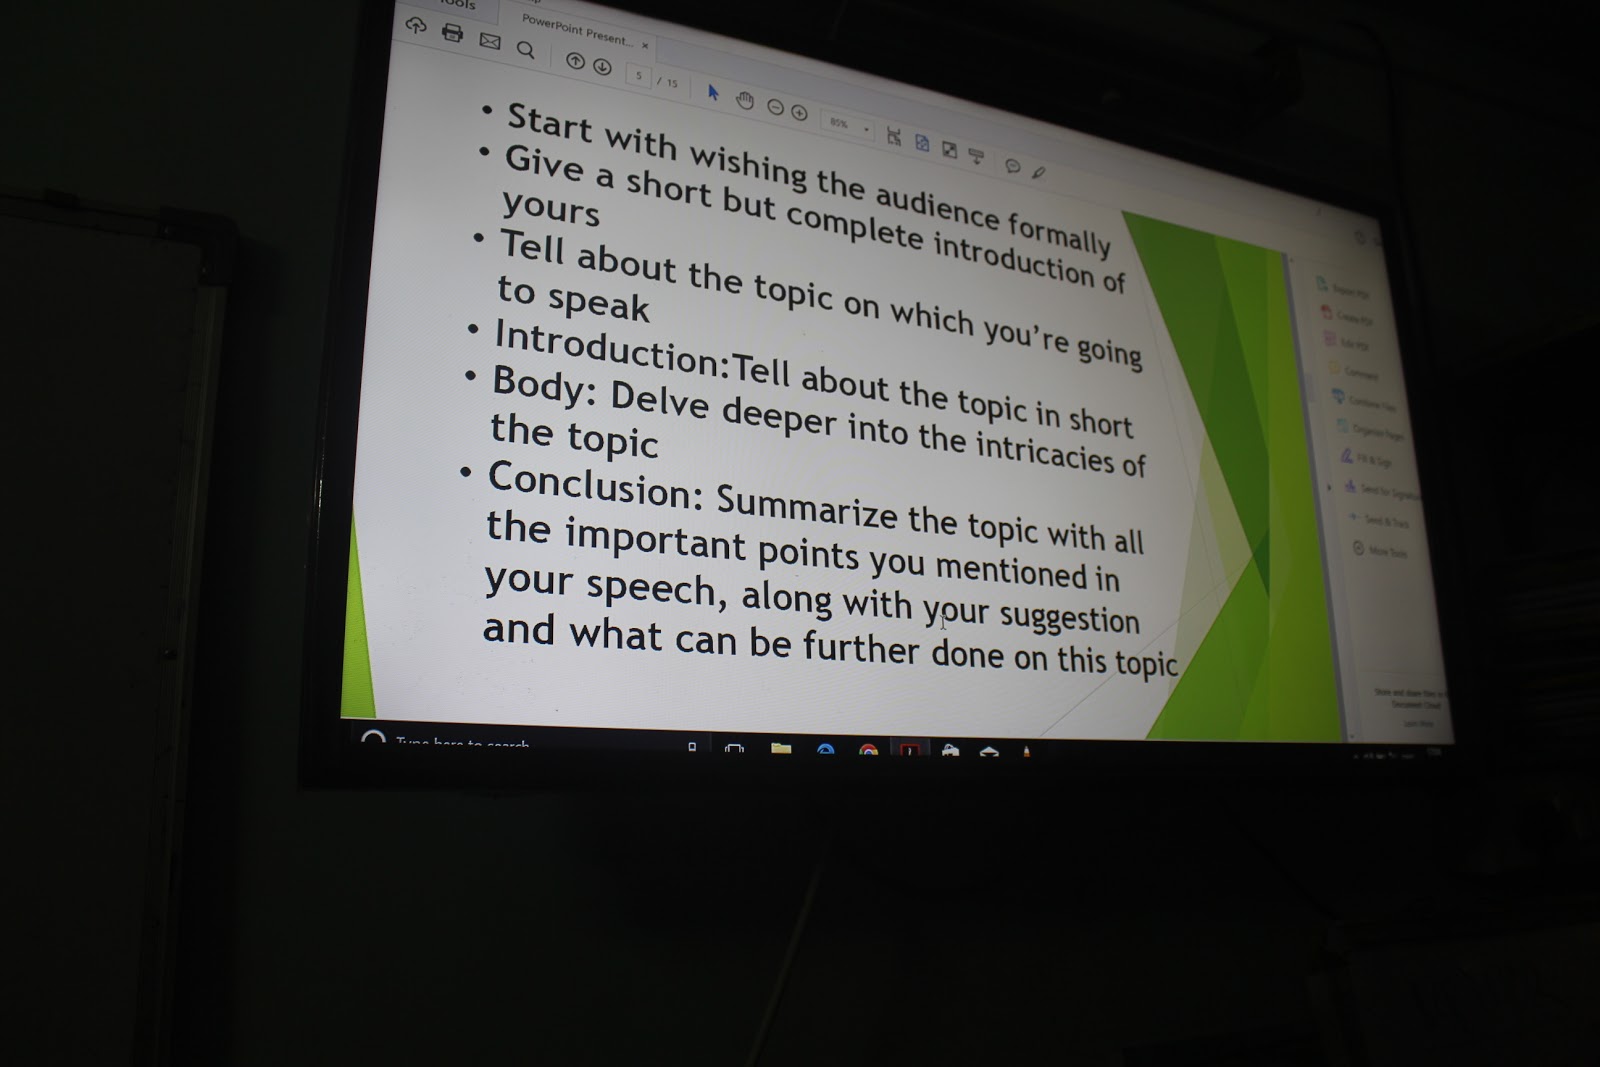 Tools
PowerPoint Present... ×
5 / 15
85%
• Start with wishing the audience formally
• Give a short but complete introduction of
yours
• Tell about the topic on which you're going
to speak
• Introduction:Tell about the topic in short
• Body: Delve deeper into the intricacies of
the topic
• Conclusion: Summarize the topic with all
the important points you mentioned in
your speech, along with your suggestion
and what can be further done on this topic
Export PDF
Create PDF
Edit PDF
Comment
Combine Files
Organize Pages
Fill & Sign
Send for Signature
Send & Track
More Tools
Share and share files in
Document Cloud
Learn More
Type here to search